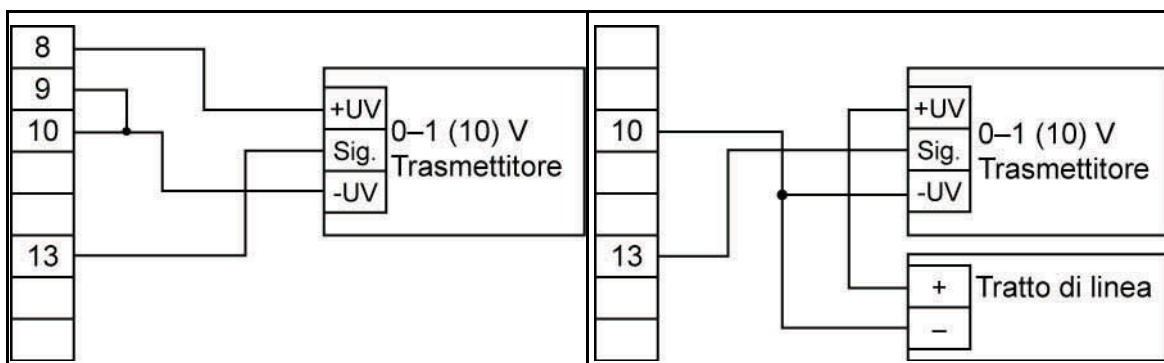 8
9
10
13
+UV
Sig.
-UV
0–1 (10) V
Trasmettitore
10
13
+UV
Sig.
-UV
0–1 (10) V
Trasmettitore
+
–
Tratto di linea